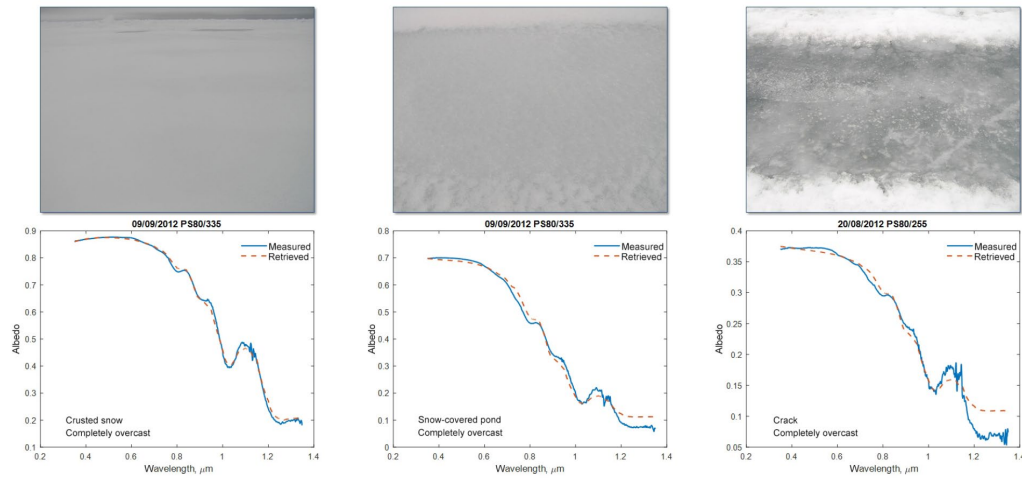 09/09/2012 PS80/335
0.9
0.8
0.7
0.6
0.5
0.4
0.3
0.2
0.1
Albedo
Measured
Retrieved
Crusted snow
Completely overcast
0.2 0.4 0.6 0.8 1 1.2 1.4
Wavelength, μm
09/09/2012 PS80/335
0.8
0.7
0.6
0.5
0.4
0.3
0.2
0.1
0
Albedo
Measured
Retrieved
Snow-covered pond
Completely overcast
0.2 0.4 0.6 0.8 1 1.2 1.4
Wavelength, μm
20/08/2012 PS80/255
0.4
0.35
0.3
0.25
0.2
0.15
0.1
0.05
Albedo
Measured
Retrieved
Crack
Completely overcast
0.2 0.4 0.6 0.8 1 1.2 1.4
Wavelength, μm